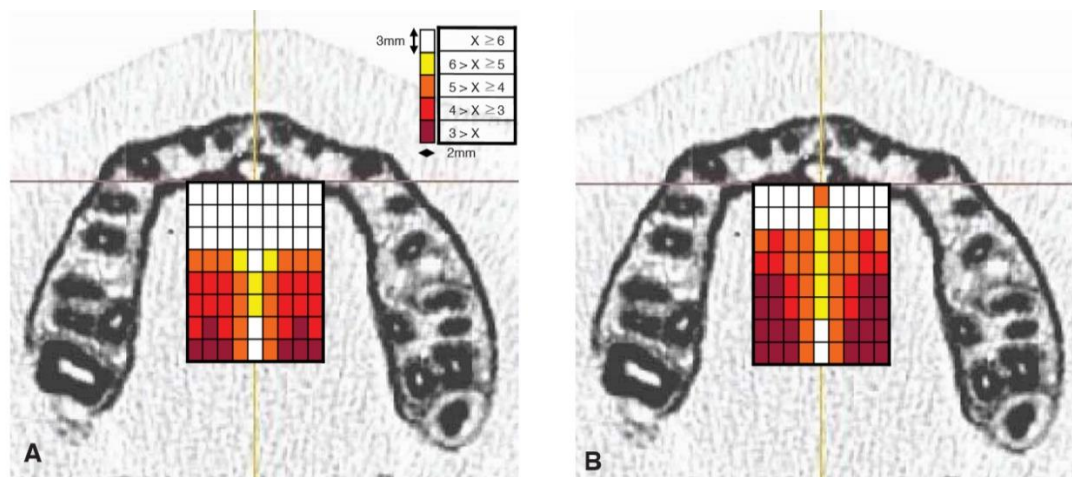 3mm
X ≥ 6
6 > X ≥ 5
5 > X ≥ 4
4 > X ≥ 3
3 > X
2mm
A
B